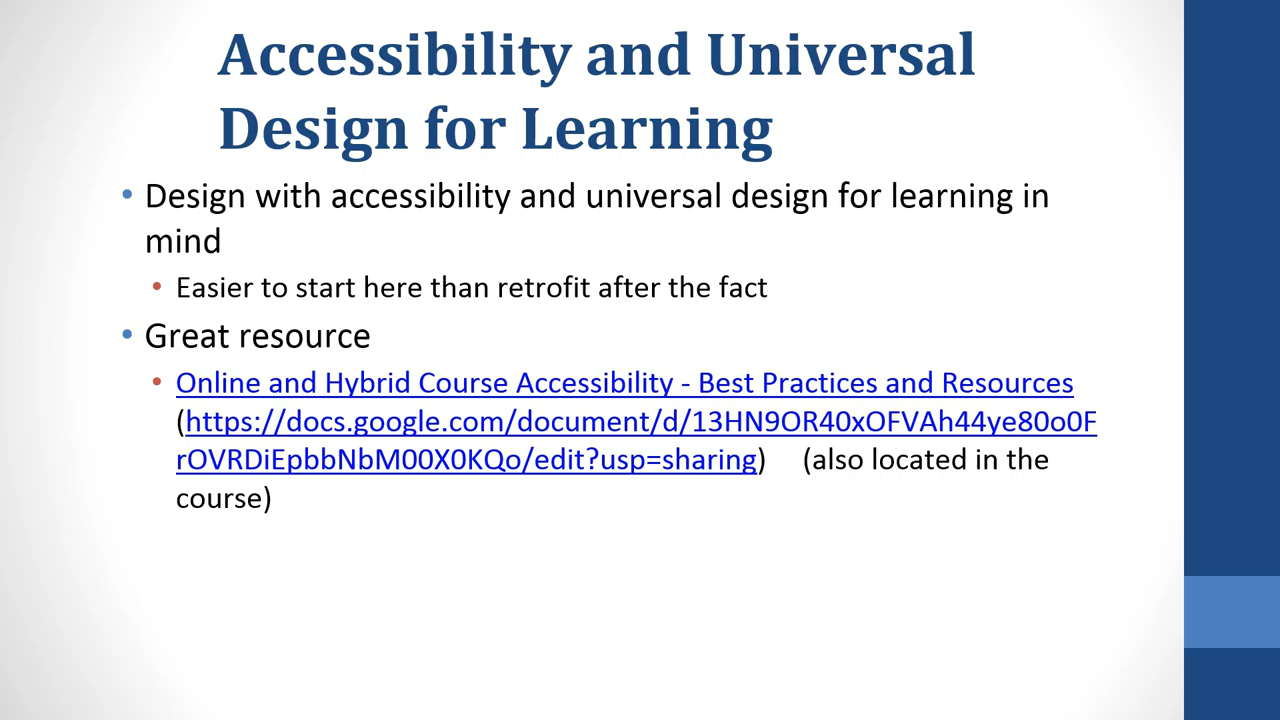 Accessibility and Universal
Design for Learning
• Design with accessibility and universal design for learning in
mind
• Easier to start here than retrofit after the fact
• Great resource
• Online and Hybrid Course Accessibility - Best Practices and Resources
(https://docs.google.com/document/d/13HN9OR40xOFVAh44ye80o0F
rOVRDiEpbbNbM00X0KQo/edit?usp=sharing) (also located in the
course)